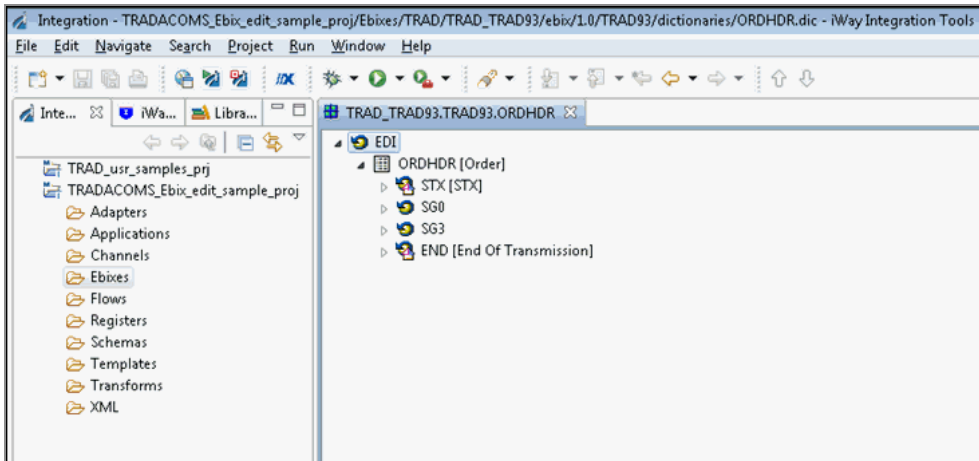 Integration - TRADACOMS_Ebix_edit_sample_proj/Ebixes/TRAD/TRAD_TRAD93/ebix/1.0/TRAD93/dictionaries/ORDHDR.dic - iWay Integration Tools
File Edit Navigate Search Project Run Window Help
Inte... iWa... Libra...
TRAD_usr_samples_prj
TRADACOMS_Ebix_edit_sample_proj
Adapters
Applications
Channels
Ebixes
Flows
Registers
Schemas
Templates
Transforms
XML
TRAD_TRAD93.TRAD93.ORDHDR
EDI
ORDHDR [Order]
STX [STX]
SG0
SG3
END [End Of Transmission]